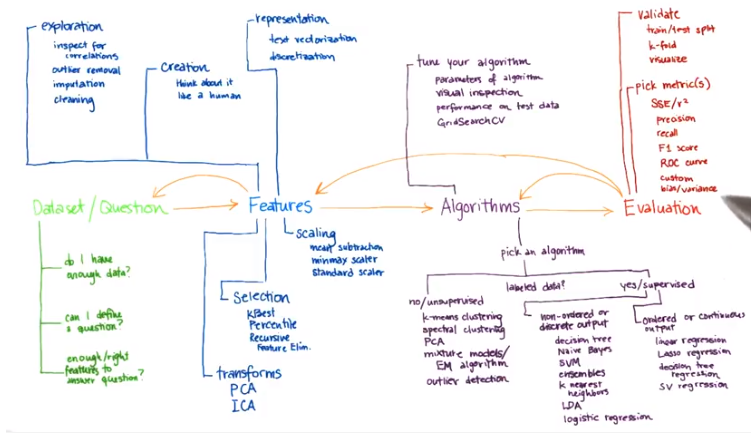 exploration
inspect for
correlations
outlier removal
imputation
cleaning
creation
think about it
like a human
representation
text vectorization
discretization
tune your algorithm
parameters of algorithm
visual inspection
performance on test data
GridSearchCV
validate
train/test split
k-fold
visualize
pick metric(s)
SSE/r²
precision
recall
F1 score
ROC curve
custom
bias/variance
Dataset/Question
Features
Algorithms
Evaluation
do I have
enough data?
can I define
a question?
enough/right
features to
answer question?
scaling
mean subtraction
minmax scaler
standard scaler
selection
KBest
Percentile
Recursive
Feature Elim.
transforms
PCA
ICA
pick an algorithm
labeled data?
no/unsupervised
k-means clustering
spectral clustering
PCA
mixture models/
EM algorithm
outlier detection
yes/supervised
non-ordered or
discrete output
decision tree
Naive Bayes
SVM
ensembles
k nearest
neighbors
LDA
logistic regression
ordered or continuous
output
linear regression
Lasso regression
decision tree
regression
SV regression